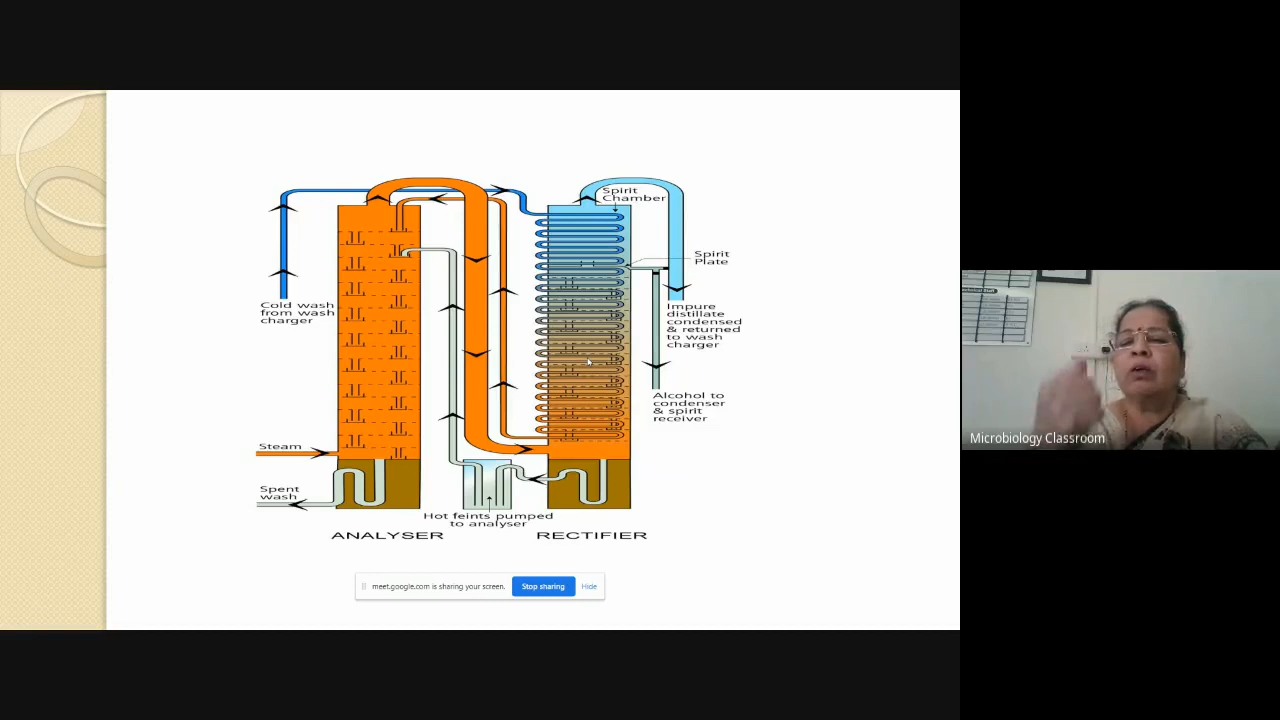 Spirit
Chamber
Spirit
Plate
Cold wash
from wash
charger
Impure
distillate
condensed
& returned
to wash
charger
Alcohol to
condenser
& spirit
receiver
Steam
Spent
wash
Hot feints pumped
to analyser
ANALYSER
RECTIFIER
meet.google.com is sharing your screen.
Stop sharing
Hide
Microbiology Classroom